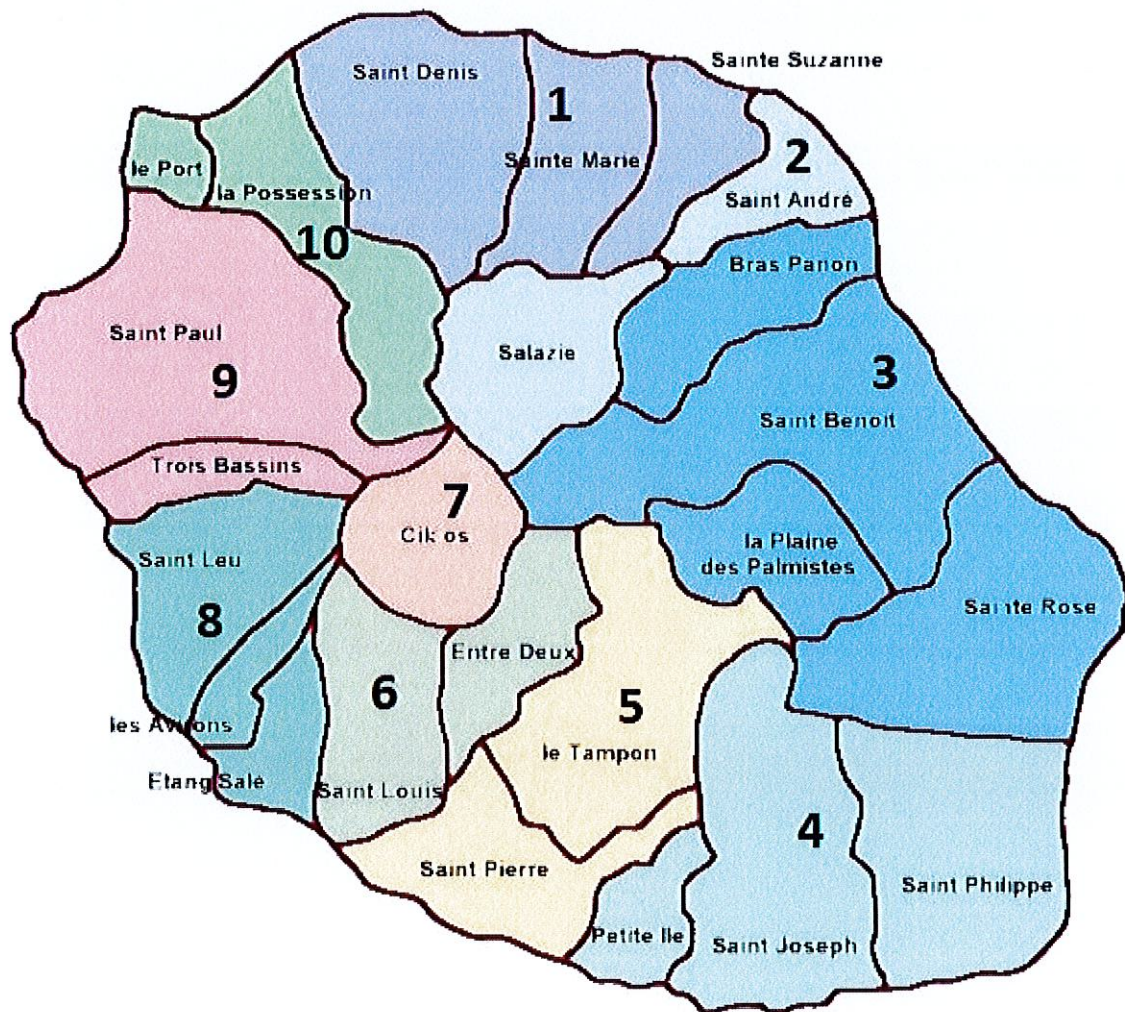 Saint Denis
Sainte Suzanne
1
Sainte Marie
2
le Port
la Possession
Saint André
10
Bras Panon
Saint Paul
Salazie
9
3
Saint Benoit
Trois Bassins
7
Cilaos
Saint Leu
la Plaine
des Palmistes
8
Sainte Rose
Entre Deux
6
5
les Avirons
le Tampon
Etang Salé
Saint Louis
4
Saint Pierre
Saint Philippe
Petite Ile
Saint Joseph